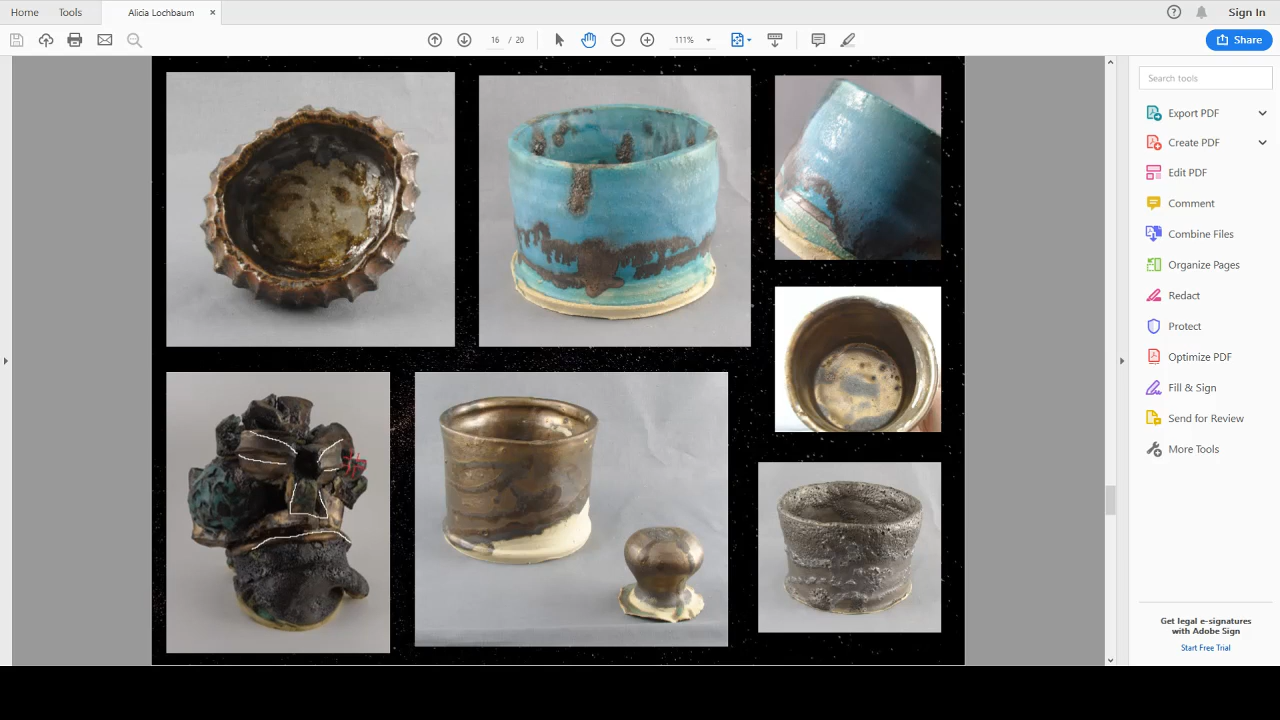 Home
Tools
Alicia Lochbaum
Sign In
16 / 20
111%
Share
Search tools
Export PDF
Create PDF
Edit PDF
Comment
Combine Files
Organize Pages
Redact
Protect
Optimize PDF
Fill & Sign
Send for Review
More Tools
Get legal e-signatures
with Adobe Sign
Start Free Trial